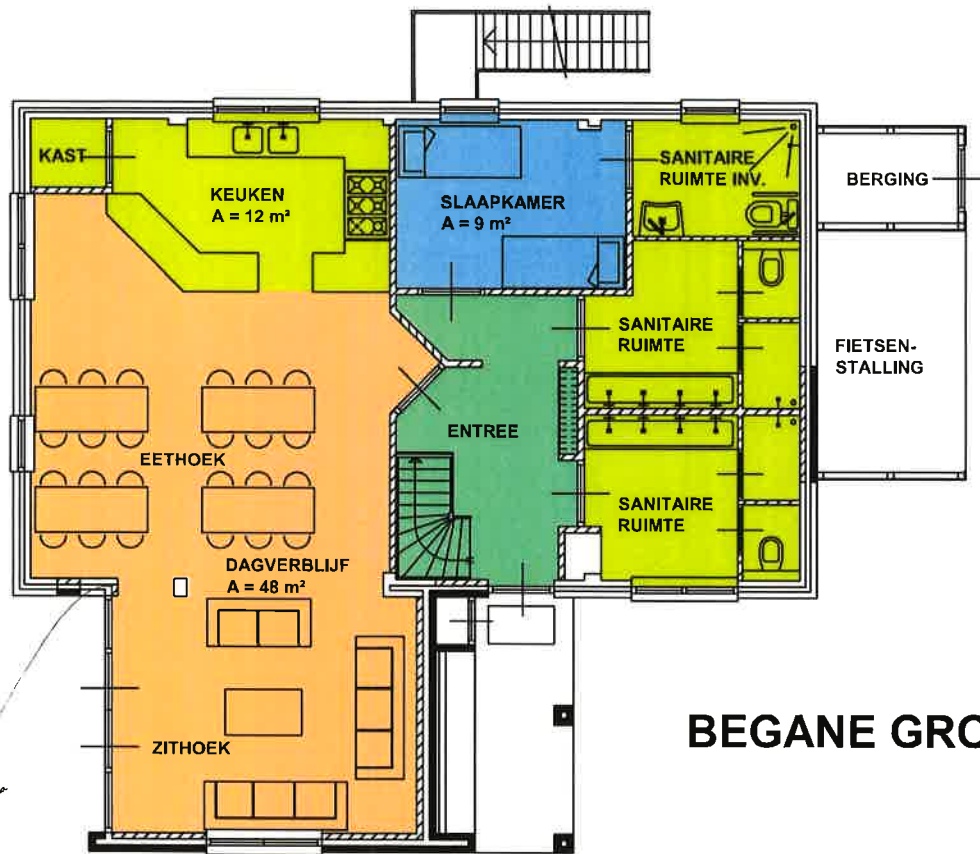 KAST
KEUKEN
A = 12 m²
SLAAPKAMER
A = 9 m²
SANITAIRE
RUIMTE INV.
BERGING
SANITAIRE
RUIMTE
FIETSEN-
STALLING
ENTREE
EETHOEK
SANITAIRE
RUIMTE
DAGVERBLIJF
A = 48 m²
ZITHOEK
BEGANE GRO